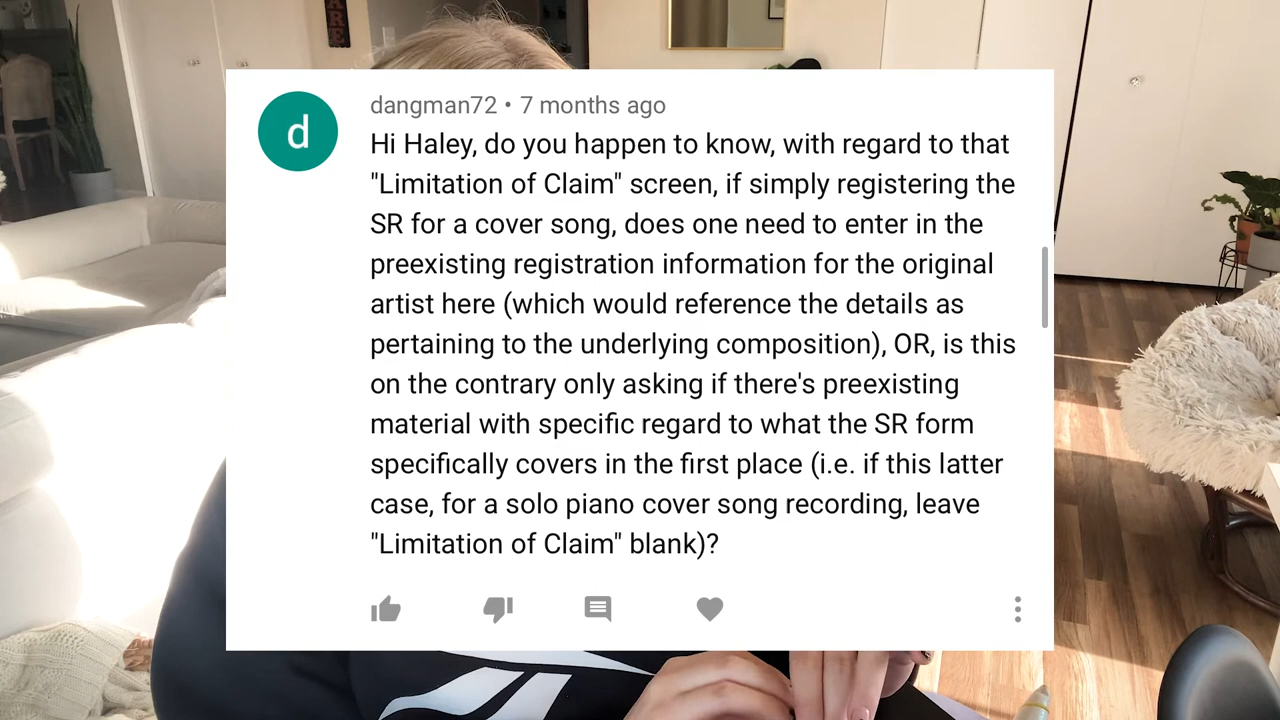 ARE
d
dangman72 • 7 months ago
Hi Haley, do you happen to know, with regard to that
"Limitation of Claim" screen, if simply registering the
SR for a cover song, does one need to enter in the
preexisting registration information for the original
artist here (which would reference the details as
pertaining to the underlying composition), OR, is this
on the contrary only asking if there's preexisting
material with specific regard to what the SR form
specifically covers in the first place (i.e. if this latter
case, for a solo piano cover song recording, leave
"Limitation of Claim" blank)?